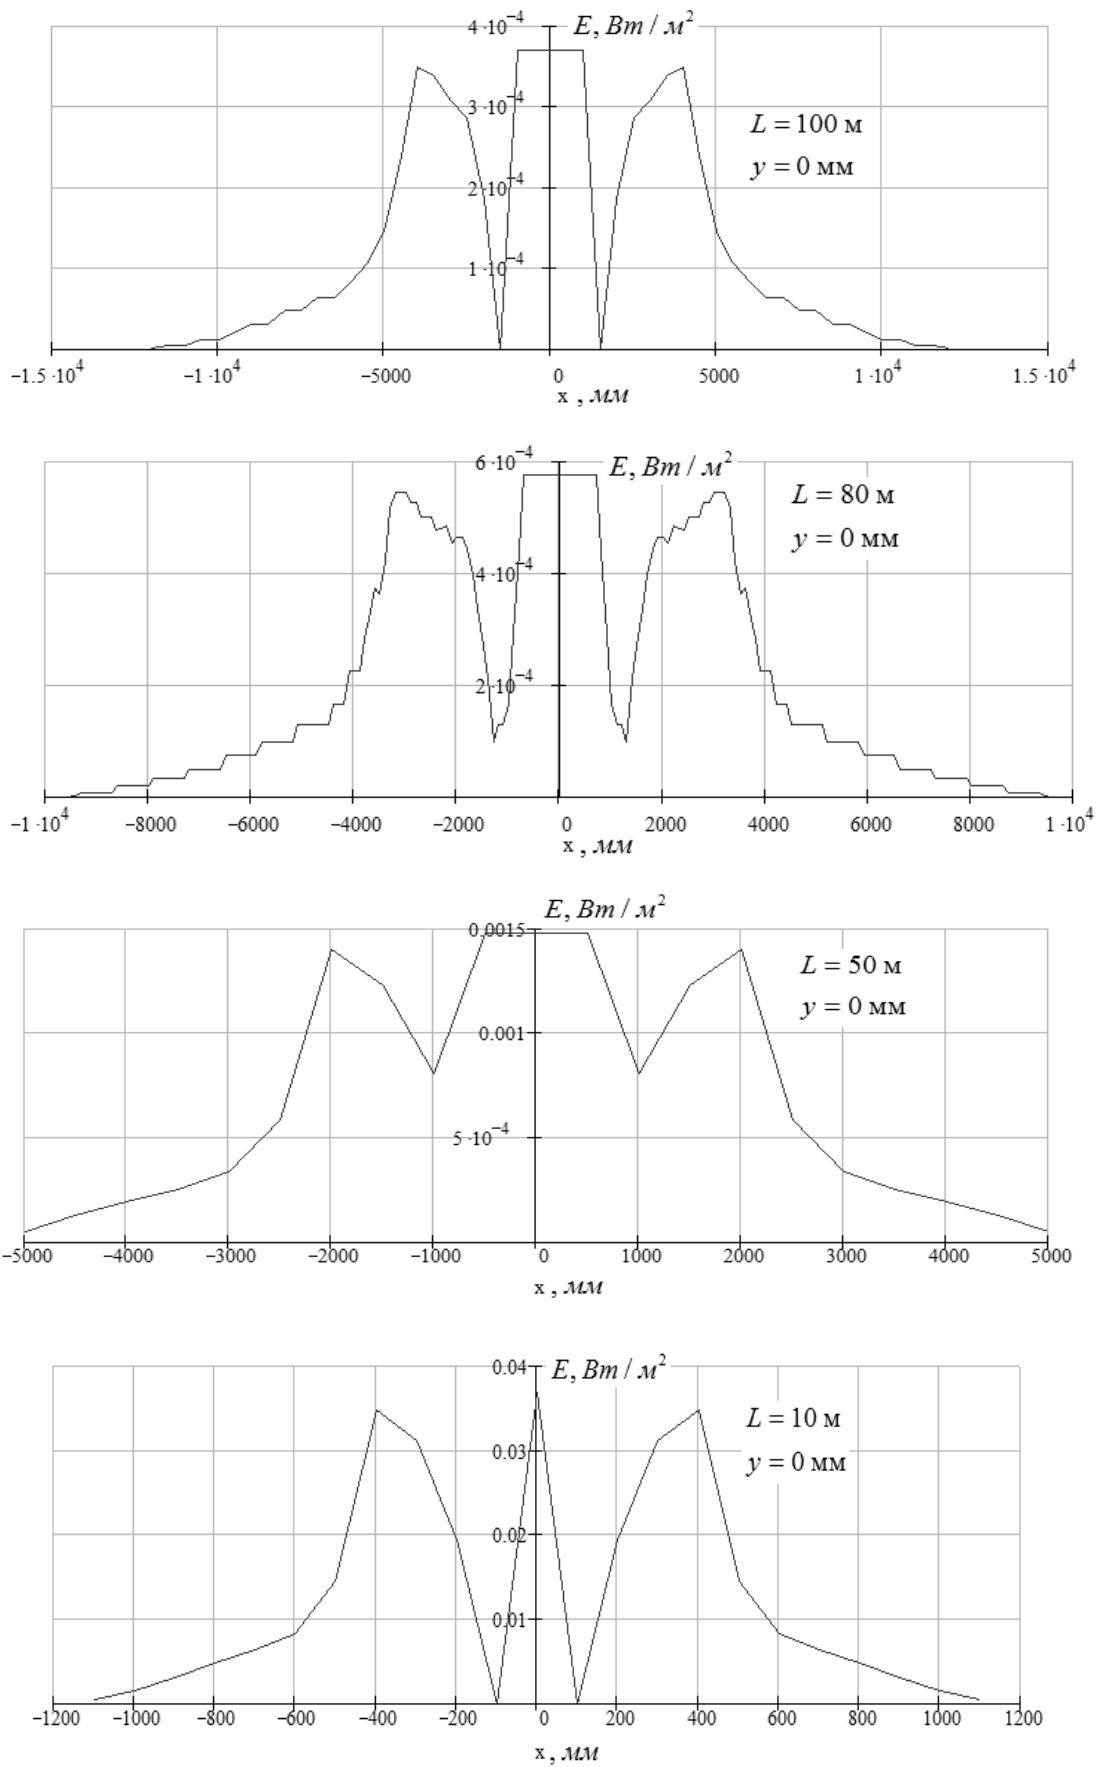 4·10⁻⁴ E, Вт / м²
3·10⁻⁴
L = 100 м
y = 0 мм
2·10⁻⁴
1·10⁻⁴
−1.5·10⁴ −1·10⁴ −5000 0 5000 1·10⁴ 1.5·10⁴
x , мм
6·10⁻⁴ E, Вт / м²
L = 80 м
y = 0 мм
4·10⁻⁴
2·10⁻⁴
−1·10⁴ −8000 −6000 −4000 −2000 0 2000 4000 6000 8000 1·10⁴
x , мм
E, Вт / м²
0.0015
L = 50 м
y = 0 мм
0.001
5·10⁻⁴
−5000 −4000 −3000 −2000 −1000 0 1000 2000 3000 4000 5000
x , мм
0.04 E, Вт / м²
L = 10 м
0.03
y = 0 мм
0.02
0.01
−1200 −1000 −800 −600 −400 −200 0 200 400 600 800 1000 1200
x , мм